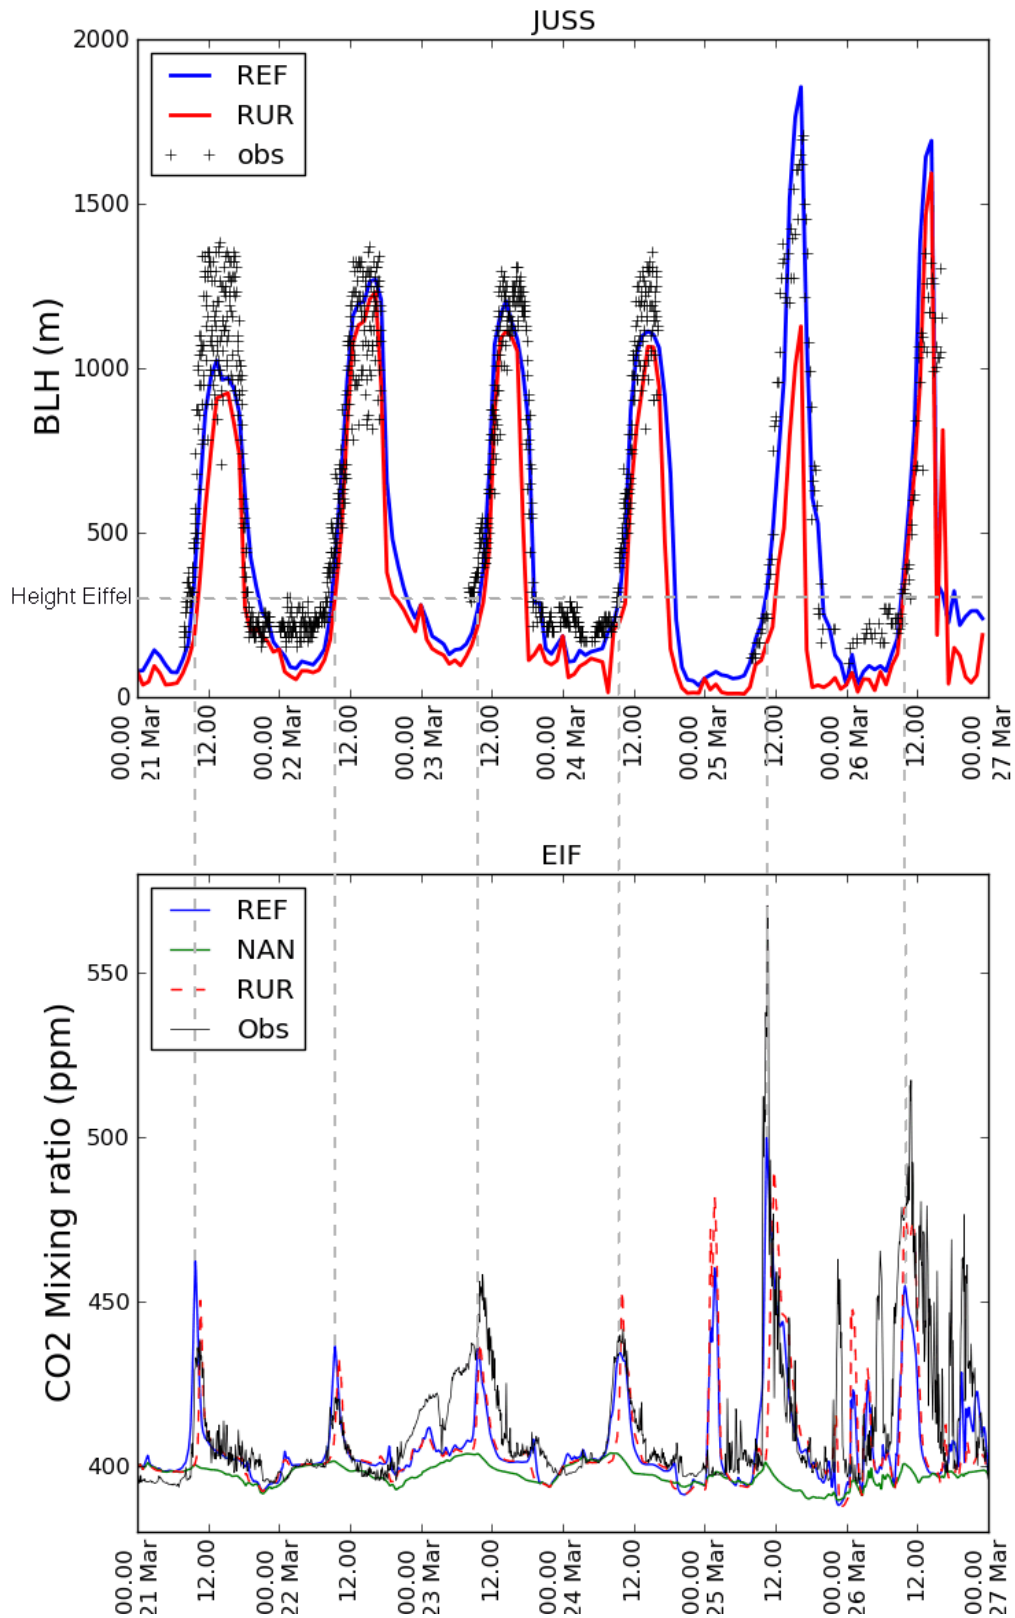 JUSS
2000
1500
1000
500
0
BLH (m)
REF
RUR
obs
Height Eiffel
00.00
21 Mar
12.00
00.00
22 Mar
12.00
00.00
23 Mar
12.00
00.00
24 Mar
12.00
00.00
25 Mar
12.00
00.00
26 Mar
12.00
00.00
27 Mar
EIF
550
500
450
400
CO2 Mixing ratio (ppm)
REF
NAN
RUR
Obs
00.00
21 Mar
12.00
00.00
22 Mar
12.00
00.00
23 Mar
12.00
00.00
24 Mar
12.00
00.00
25 Mar
12.00
00.00
26 Mar
12.00
00.00
27 Mar